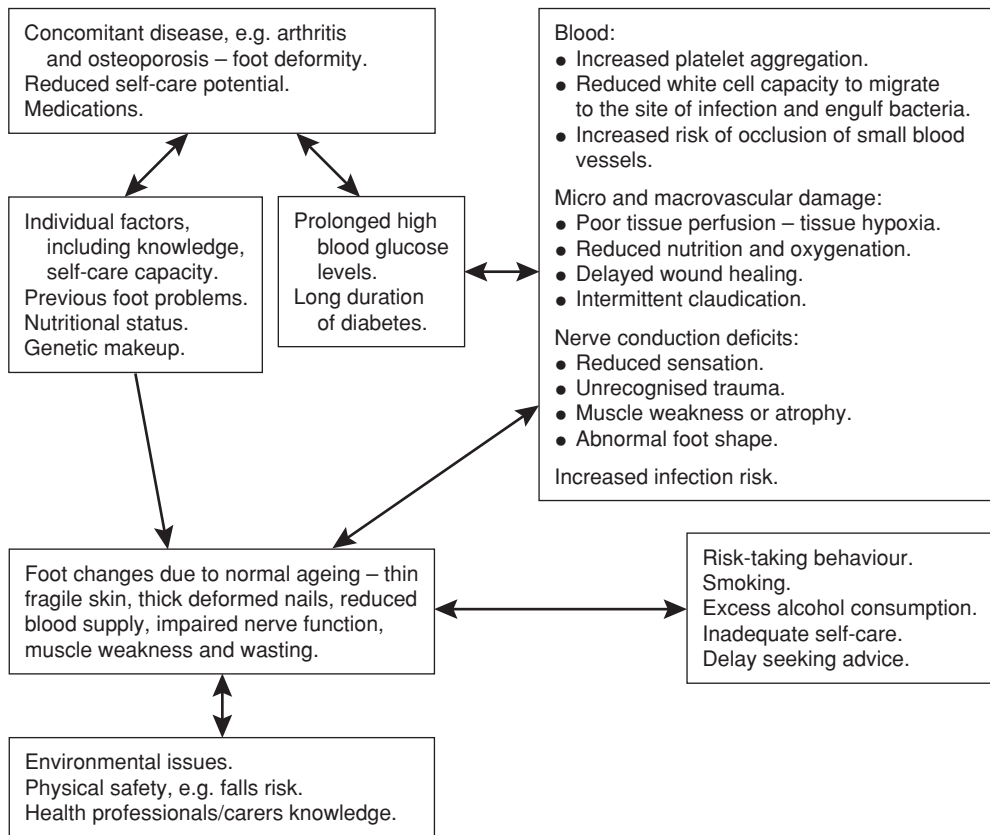 Concomitant disease, e.g. arthritis
and osteoporosis – foot deformity.
Reduced self-care potential.
Medications.
Blood:
● Increased platelet aggregation.
● Reduced white cell capacity to migrate
to the site of infection and engulf bacteria.
● Increased risk of occlusion of small blood
vessels.
Micro and macrovascular damage:
● Poor tissue perfusion – tissue hypoxia.
● Reduced nutrition and oxygenation.
● Delayed wound healing.
● Intermittent claudication.
Nerve conduction deficits:
● Reduced sensation.
● Unrecognised trauma.
● Muscle weakness or atrophy.
● Abnormal foot shape.
Increased infection risk.
Individual factors,
including knowledge,
self-care capacity.
Previous foot problems.
Nutritional status.
Genetic makeup.
Prolonged high
blood glucose
levels.
Long duration
of diabetes.
Foot changes due to normal ageing – thin
fragile skin, thick deformed nails, reduced
blood supply, impaired nerve function,
muscle weakness and wasting.
Risk-taking behaviour.
Smoking.
Excess alcohol consumption.
Inadequate self-care.
Delay seeking advice.
Environmental issues.
Physical safety, e.g. falls risk.
Health professionals/carers knowledge.